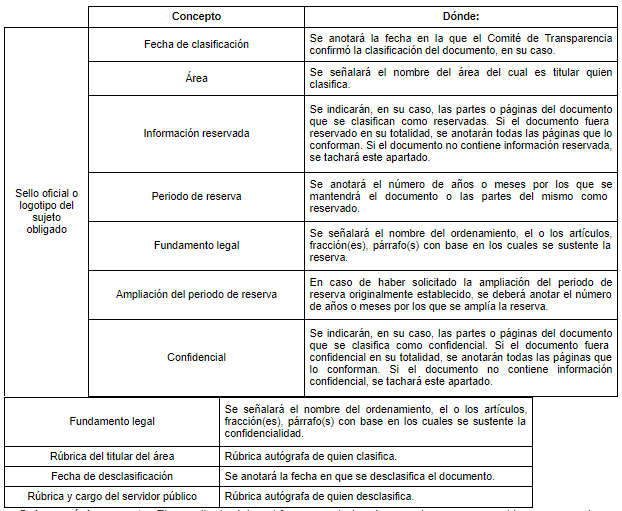 Concepto
Dónde:
Sello oficial o
logotipo del
sujeto
obligado
Fecha de clasificación
Se anotará la fecha en la que el Comité de Transparencia
confirmó la clasificación del documento, en su caso.
Área
Se señalará el nombre del área del cual es titular quien
clasifica.
Información reservada
Se indicarán, en su caso, las partes o páginas del documento
que se clasifican como reservadas. Si el documento fuera
reservado en su totalidad, se anotarán todas las páginas que lo
conforman. Si el documento no contiene información reservada,
se tachará este apartado.
Periodo de reserva
Se anotará el número de años o meses por los que se
mantendrá el documento o las partes del mismo como
reservado.
Fundamento legal
Se señalará el nombre del ordenamiento, el o los artículos,
fracción(es), párrafo(s) con base en los cuales se sustente la
reserva.
Ampliación del periodo de reserva
En caso de haber solicitado la ampliación del periodo de
reserva originalmente establecido, se deberá anotar el número
de años o meses por los que se amplía la reserva.
Confidencial
Se indicarán, en su caso, las partes o páginas del documento
que se clasifica como confidencial. Si el documento fuera
confidencial en su totalidad, se anotarán todas las páginas que
lo conforman. Si el documento no contiene información
confidencial, se tachará este apartado.
Fundamento legal
Se señalará el nombre del ordenamiento, el o los artículos,
fracción(es), párrafo(s) con base en los cuales se sustente la
confidencialidad.
Rúbrica del titular del área
Rúbrica autógrafa de quien clasifica.
Fecha de desclasificación
Se anotará la fecha en que se desclasifica el documento.
Rúbrica y cargo del servidor público
Rúbrica autógrafa de quien desclasifica.